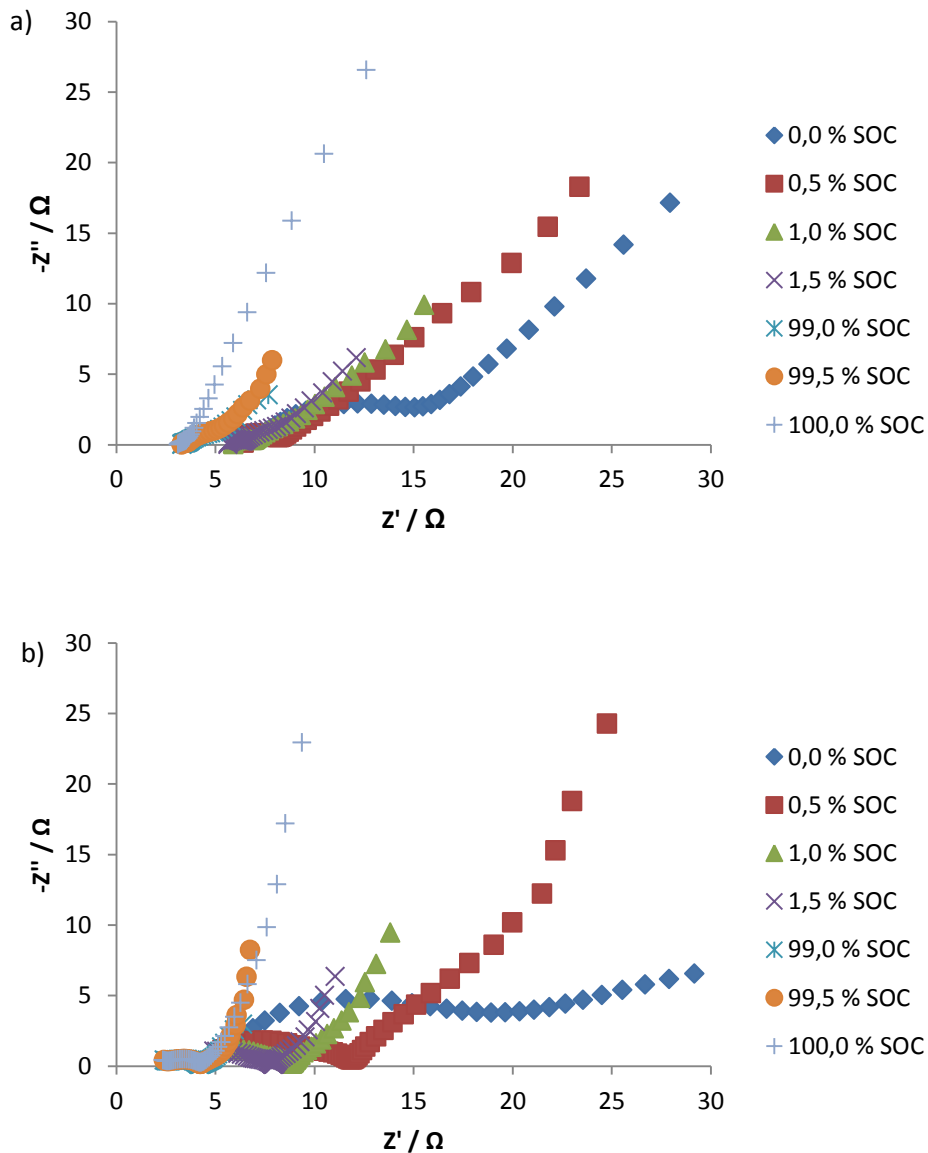 a)
30
25
20
15
10
5
0
-Z'' / Ω
0 5 10 15 20 25 30
Z' / Ω
0,0 % SOC
0,5 % SOC
1,0 % SOC
1,5 % SOC
99,0 % SOC
99,5 % SOC
100,0 % SOC
b)
30
25
20
15
10
5
0
-Z'' / Ω
0 5 10 15 20 25 30
Z' / Ω
0,0 % SOC
0,5 % SOC
1,0 % SOC
1,5 % SOC
99,0 % SOC
99,5 % SOC
100,0 % SOC